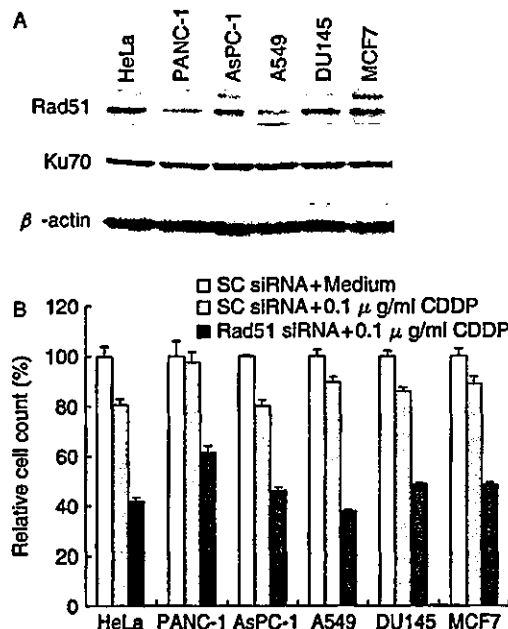 A
HeLa
PANC-1
AsPC-1
A549
DU145
MCF7
Rad51
Ku70
β -actin
B
SC siRNA+Medium
SC siRNA+0.1 μ g/ml CDDP
Rad51 siRNA+0.1 μ g/ml CDDP
Relative cell count (%)
120
100
80
60
40
20
0
HeLa PANC-1 AsPC-1 A549 DU145 MCF7